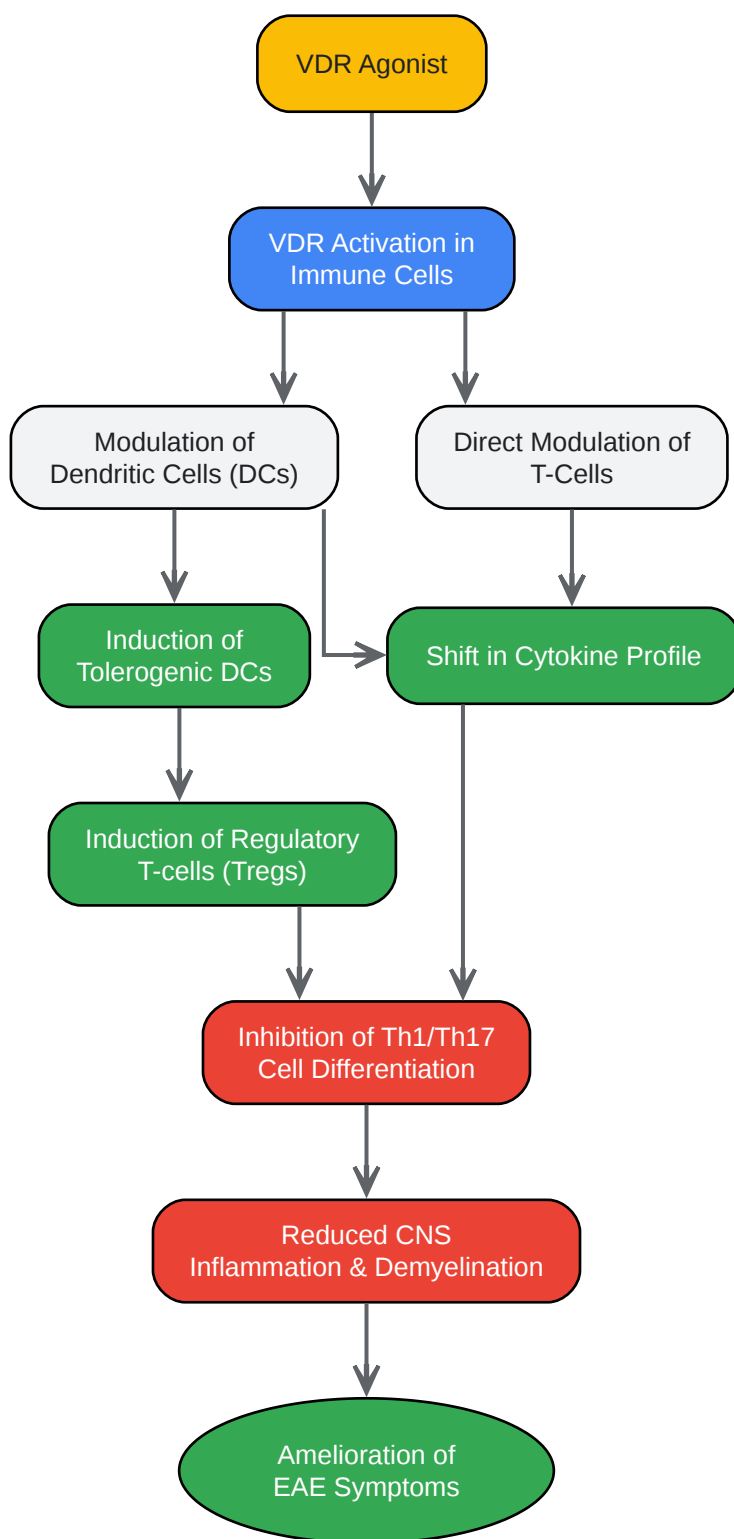 VDR Agonist
VDR Activation in
Immune Cells
Modulation of
Dendritic Cells (DCs)
Direct Modulation of
T-Cells
Induction of
Tolerogenic DCs
Shift in Cytokine Profile
Induction of Regulatory
T-cells (Tregs)
Inhibition of Th1/Th17
Cell Differentiation
Reduced CNS
Inflammation & Demyelination
Amelioration of
EAE Symptoms